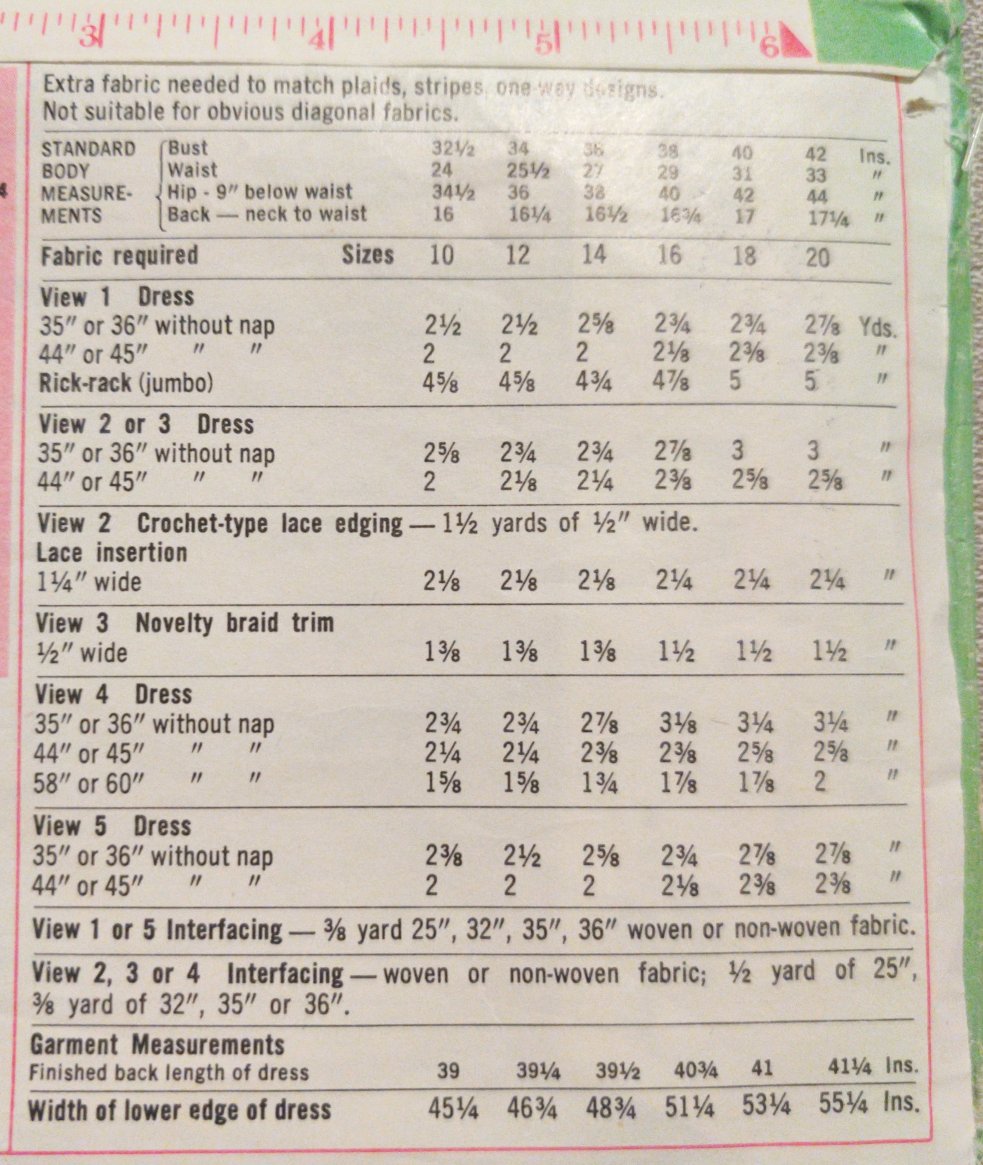 3 4 5 6
Extra fabric needed to match plaids, stripes, one-way designs.
Not suitable for obvious diagonal fabrics.
STANDARD Bust 32½ 34 36 38 40 42 Ins.
BODY Waist 24 25½ 27 29 31 33 "
MEASURE- Hip - 9" below waist 34½ 36 38 40 42 44 "
MENTS Back — neck to waist 16 16¼ 16½ 16¾ 17 17¼ "
Fabric required Sizes 10 12 14 16 18 20
View 1 Dress
35" or 36" without nap 2½ 2½ 2⅝ 2¾ 2¾ 2⅞ Yds.
44" or 45" " " 2 2 2 2⅛ 2⅜ 2⅜ "
Rick-rack (jumbo) 4⅝ 4⅝ 4¾ 4⅞ 5 5 "
View 2 or 3 Dress
35" or 36" without nap 2⅝ 2¾ 2¾ 2⅞ 3 3 "
44" or 45" " " 2 2⅛ 2¼ 2⅜ 2⅝ 2⅝ "
View 2 Crochet-type lace edging — 1½ yards of ½" wide.
Lace insertion
1¼" wide 2⅛ 2⅛ 2⅛ 2¼ 2¼ 2¼ "
View 3 Novelty braid trim
½" wide 1⅜ 1⅜ 1⅜ 1½ 1½ 1½ "
View 4 Dress
35" or 36" without nap 2¾ 2¾ 2⅞ 3⅛ 3¼ 3¼ "
44" or 45" " " 2¼ 2¼ 2⅜ 2⅜ 2⅝ 2⅝ "
58" or 60" " " 1⅝ 1⅝ 1¾ 1⅞ 1⅞ 2 "
View 5 Dress
35" or 36" without nap 2⅜ 2½ 2⅝ 2¾ 2⅞ 2⅞ "
44" or 45" " " 2 2 2 2⅛ 2⅜ 2⅜ "
View 1 or 5 Interfacing — ⅜ yard 25", 32", 35", 36" woven or non-woven fabric.
View 2, 3 or 4 Interfacing — woven or non-woven fabric; ½ yard of 25",
⅜ yard of 32", 35" or 36".
Garment Measurements
Finished back length of dress 39 39¼ 39½ 40¾ 41 41¼ Ins.
Width of lower edge of dress 45¼ 46¾ 48¾ 51¼ 53¼ 55¼ Ins.